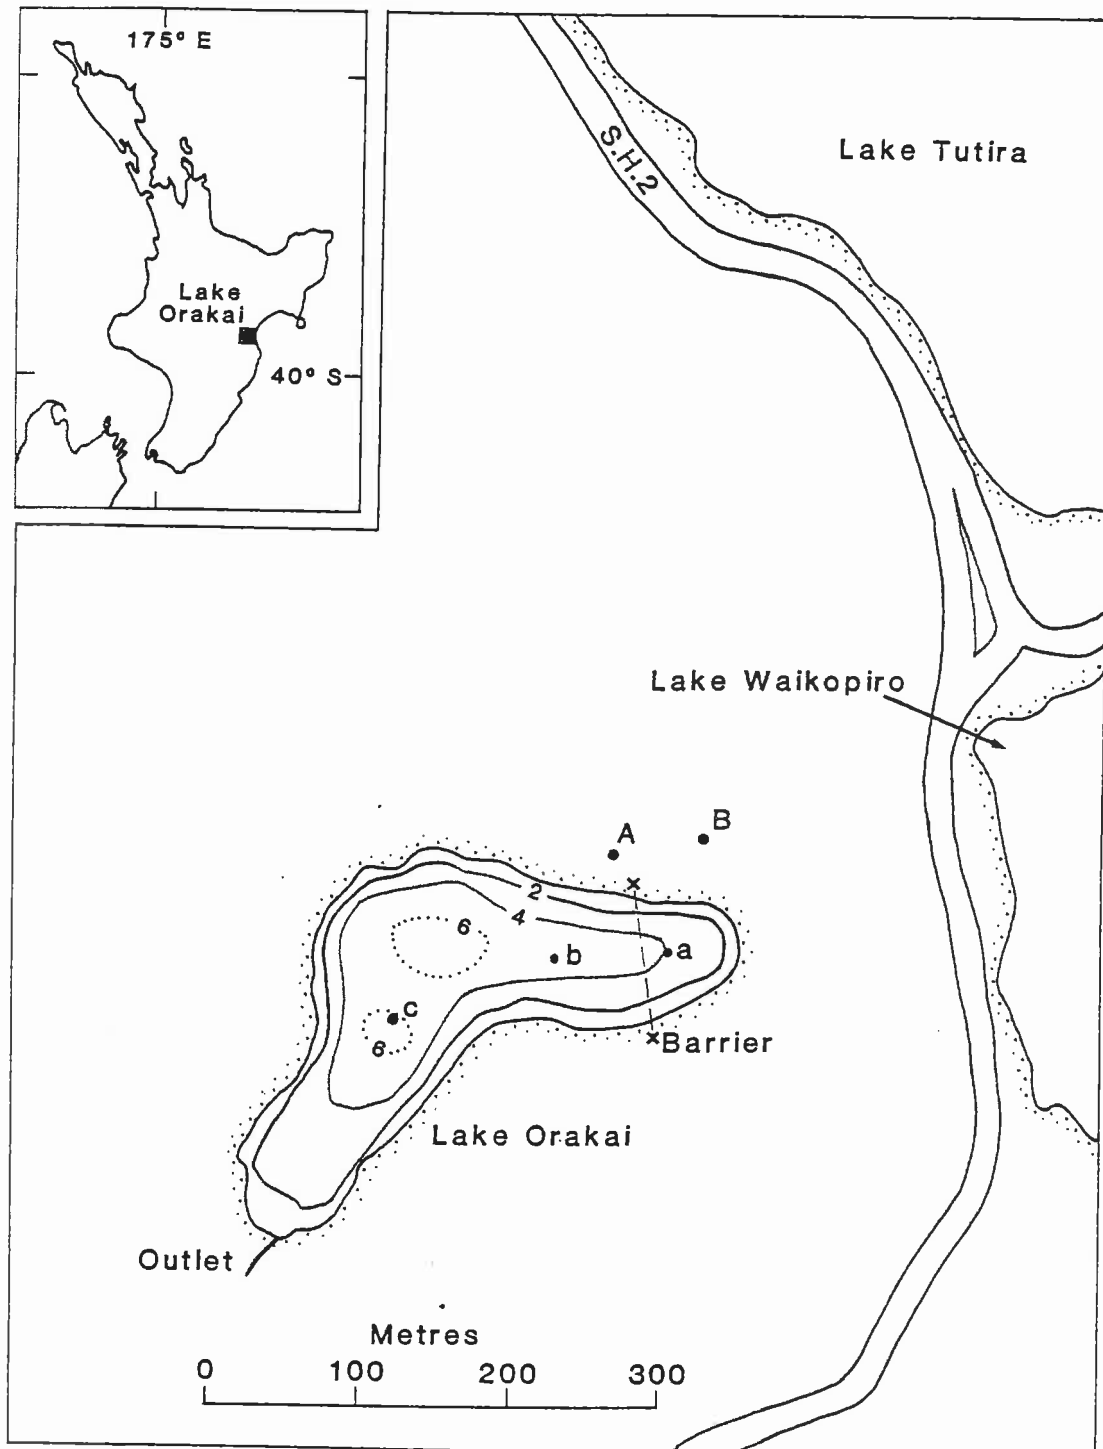 175° E
Lake
Orakai
40° S
S.H.2
Lake Tutira
Lake Waikopiro
A
B
2
4
6
b
a
c
6
Barrier
Lake Orakai
Outlet
Metres
0 100 200 300